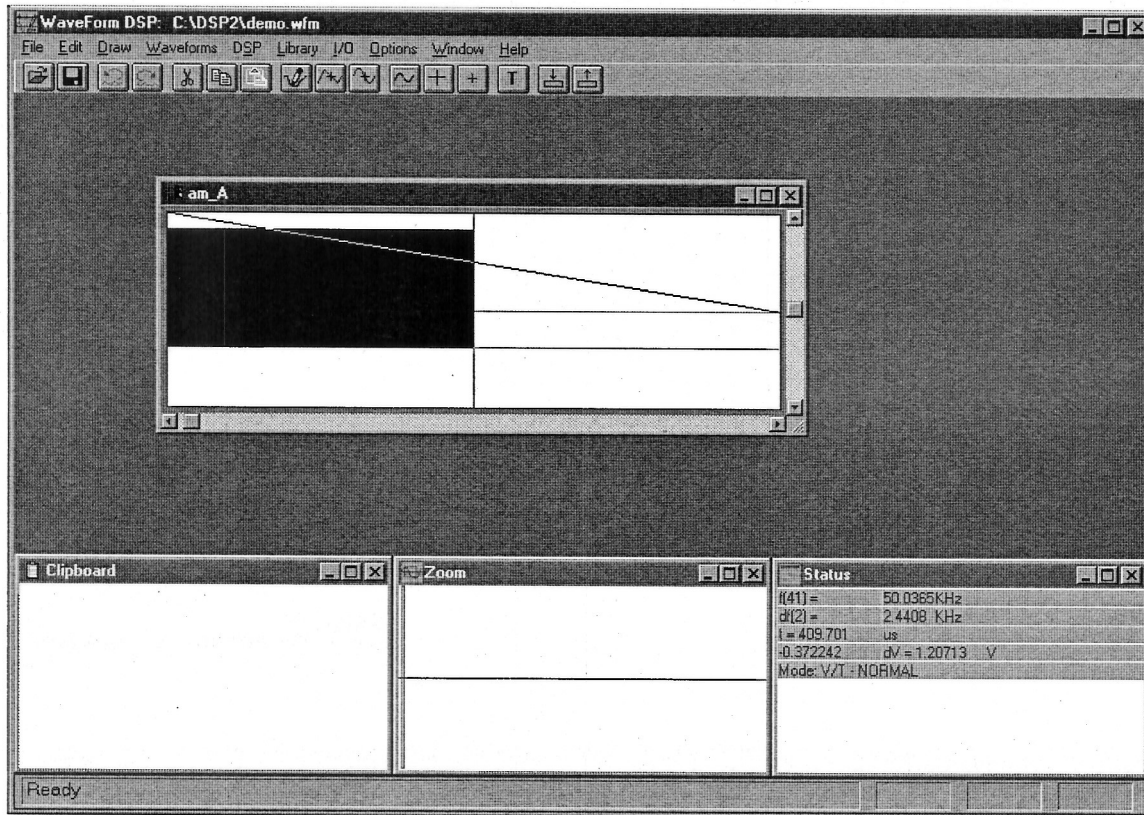 WaveForm DSP: C:\DSP2\demo.wfm
File Edit Draw Waveforms DSP Library I/O Options Window Help
T
am_A
Clipboard
Zoom
Status
f(41) = 50.0365KHz
df(2) = 2.4408 KHz
t = 409.701 us
-0.372242 dV = 1.20713 V
Mode: V/T - NORMAL
Ready